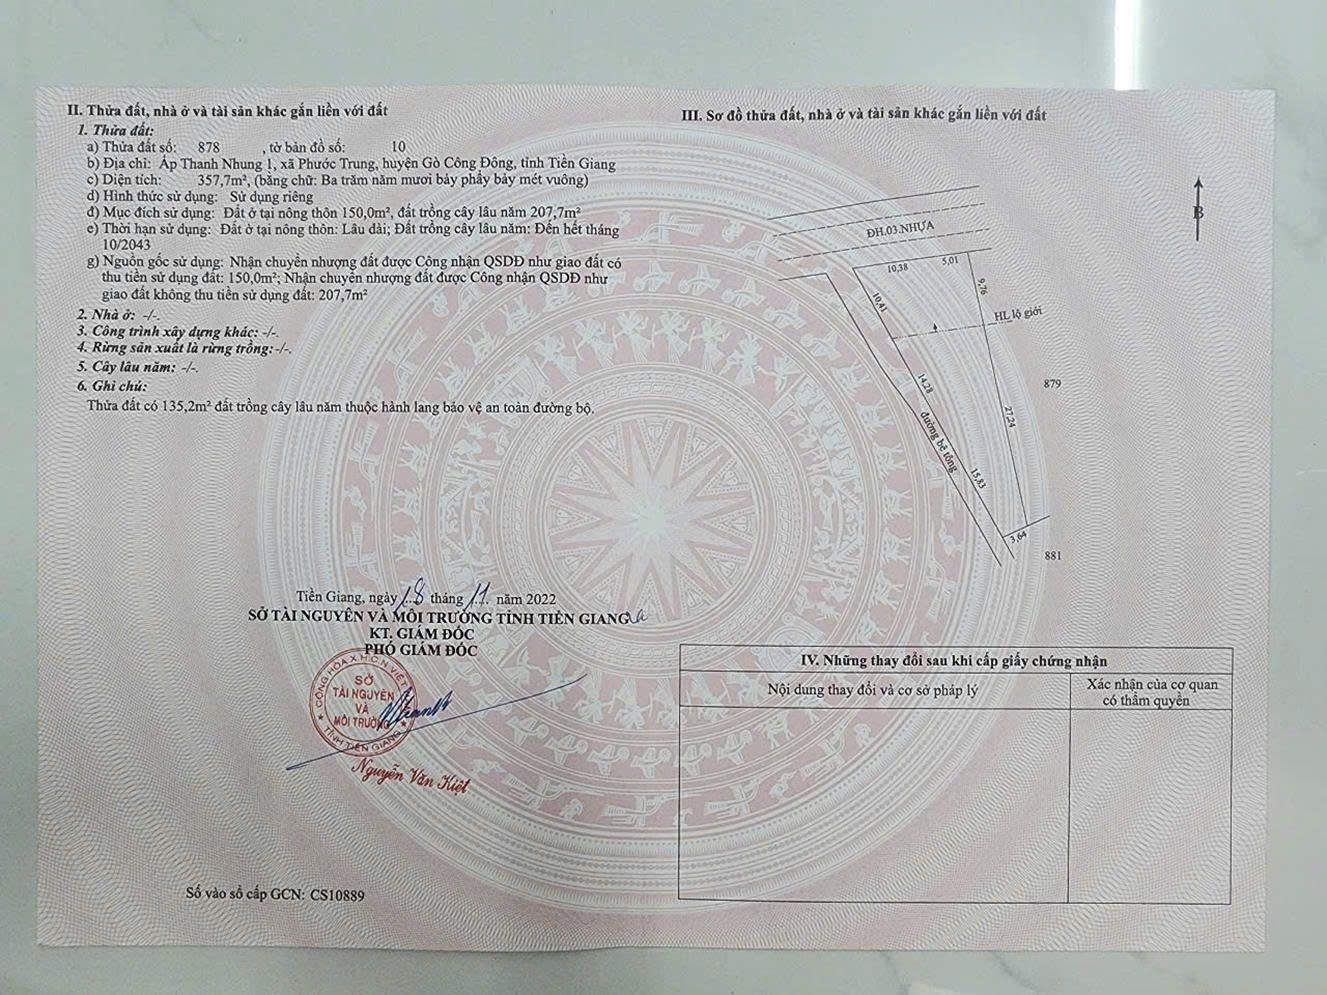 II. Thửa đất, nhà ở và tài sản khác gắn liền với đất
1. Thửa đất:
a) Thửa đất số: 878 , tờ bản đồ số: 10
b) Địa chỉ: Ấp Thanh Nhung 1, xã Phước Trung, huyện Gò Công Đông, tỉnh Tiền Giang
c) Diện tích: 357,7m², (bằng chữ: Ba trăm năm mươi bảy phẩy bảy mét vuông)
d) Hình thức sử dụng: Sử dụng riêng
đ) Mục đích sử dụng: Đất ở tại nông thôn 150,0m², đất trồng cây lâu năm 207,7m²
e) Thời hạn sử dụng: Đất ở tại nông thôn: Lâu dài; Đất trồng cây lâu năm: Đến hết tháng
10/2043
g) Nguồn gốc sử dụng: Nhận chuyển nhượng đất được Công nhận QSDĐ như giao đất có
thu tiền sử dụng đất: 150,0m²; Nhận chuyển nhượng đất được Công nhận QSDĐ như
giao đất không thu tiền sử dụng đất: 207,7m²
2. Nhà ở: -/-.
3. Công trình xây dựng khác: -/-.
4. Rừng sản xuất là rừng trồng:-/-.
5. Cây lâu năm: -/-.
6. Ghi chú:
Thửa đất có 135,2m² đất trồng cây lâu năm thuộc hành lang bảo vệ an toàn đường bộ.
Tiền Giang, ngày 18 tháng 11 năm 2022
SỞ TÀI NGUYÊN VÀ MÔI TRƯỜNG TỈNH TIỀN GIANG
KT. GIÁM ĐỐC
PHÓ GIÁM ĐỐC
CỘNG HÒA X.H.C.N VIỆT
SỞ
TÀI NGUYÊN
VÀ
MÔI TRƯỜNG
TỈNH TIỀN GIANG
Nguyễn Văn Kiệt
Số vào sổ cấp GCN: CS10889
III. Sơ đồ thửa đất, nhà ở và tài sản khác gắn liền với đất
B
ĐH.03.NHỰA
10,38
5,01
9,76
10,41
HL lộ giới
14,28
879
27,24
đường bê tông
15,83
3,64
881
IV. Những thay đổi sau khi cấp giấy chứng nhận
Nội dung thay đổi và cơ sở pháp lý
Xác nhận của cơ quan
có thẩm quyền